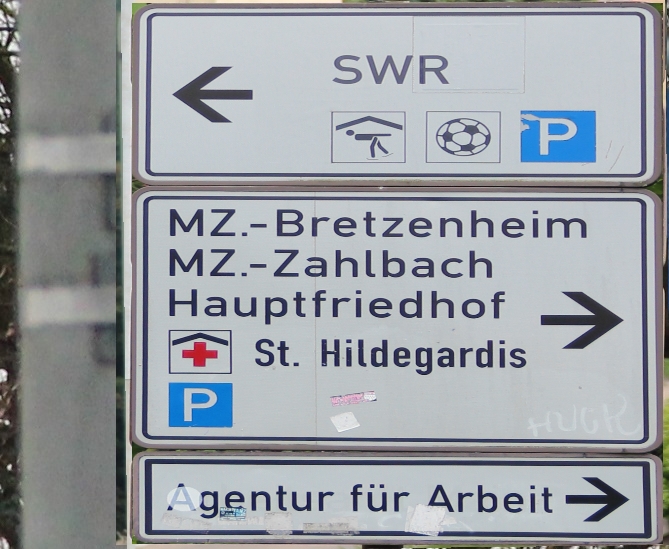 SWR
P
MZ.-Bretzenheim
MZ.-Zahlbach
Hauptfriedhof
St. Hildegardis
P
Agentur für Arbeit